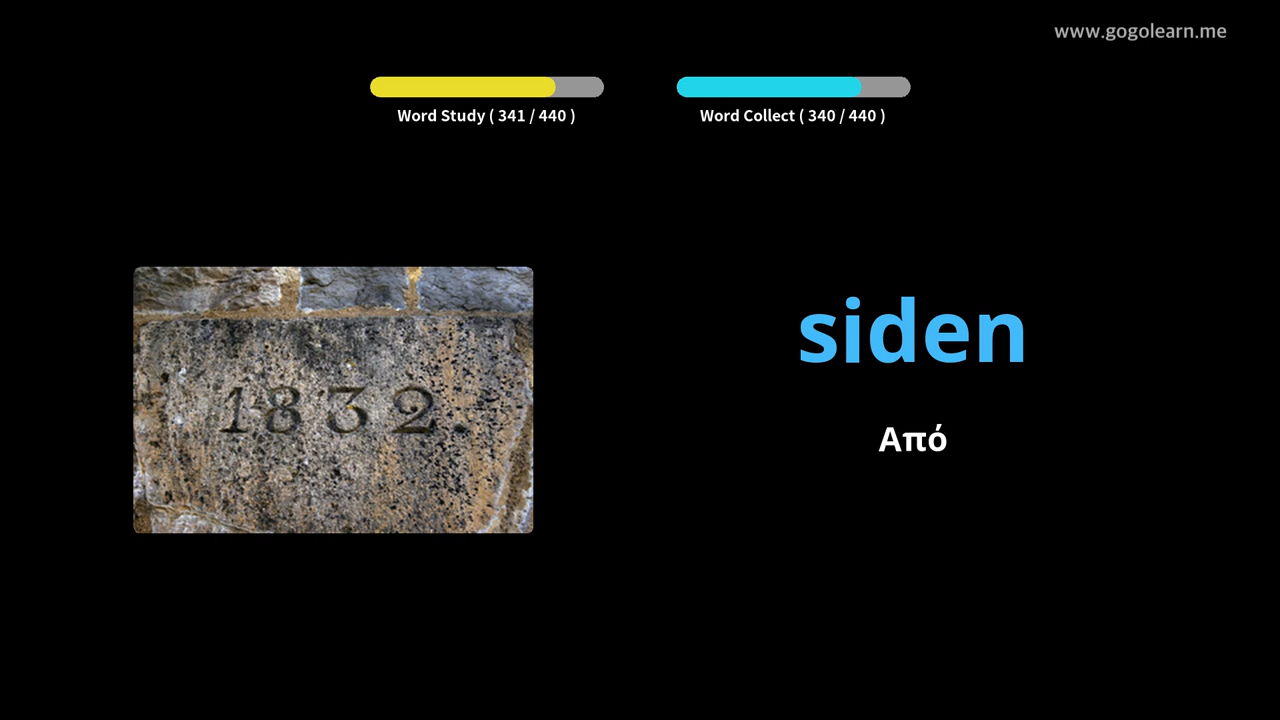 www.gogolearn.me
Word Study ( 341 / 440 )
Word Collect ( 340 / 440 )
1832.
siden
Από